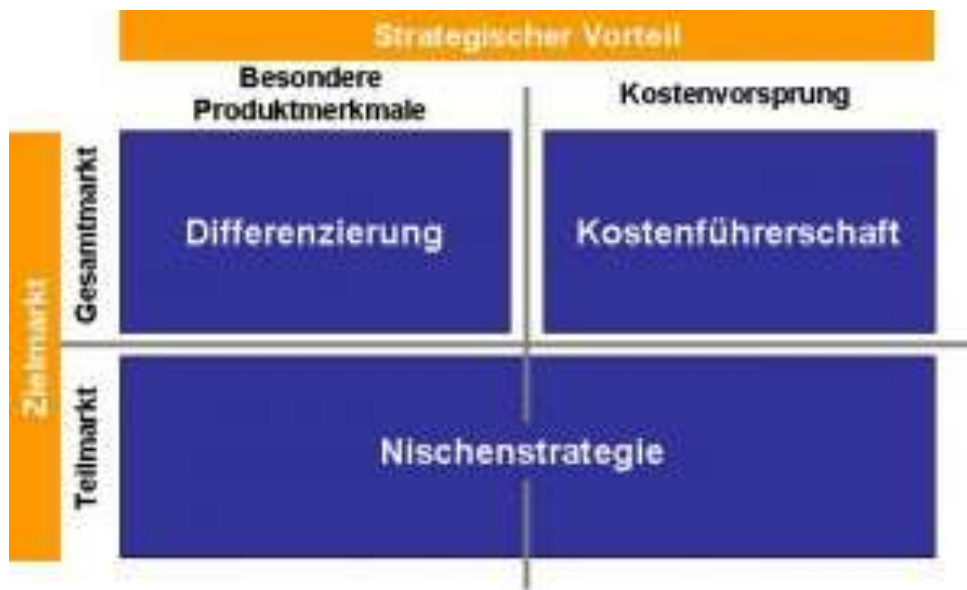 Strategischer Vorteil
Besondere
Produktmerkmale
Kostenvorsprung
Zielmarkt
Gesamtmarkt
Differenzierung
Kostenführerschaft
Teilmarkt
Nischenstrategie